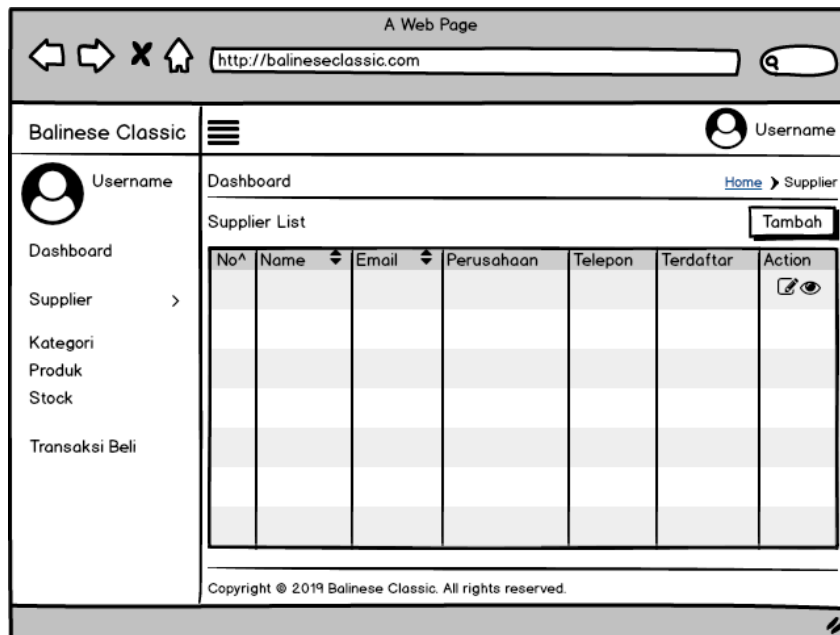 A Web Page
http://balineseclassic.com
Balinese Classic
Username
Username
Dashboard
Supplier
Kategori
Produk
Stock
Transaksi Beli
Dashboard
Home > Supplier
Supplier List
Tambah
No^ Name Email Perusahaan Telepon Terdaftar Action
Copyright © 2019 Balinese Classic. All rights reserved.